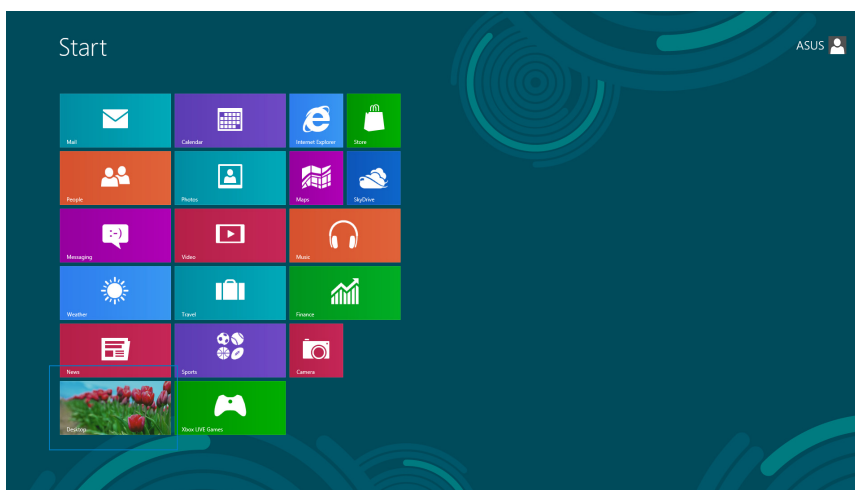 Start
ASUS
Mail
Calendar
Internet Explorer
Store
People
Photos
Maps
SkyDrive
:-)
Messaging
Video
Music
Weather
Travel
Finance
News
Sports
Camera
Desktop
Xbox LIVE Games